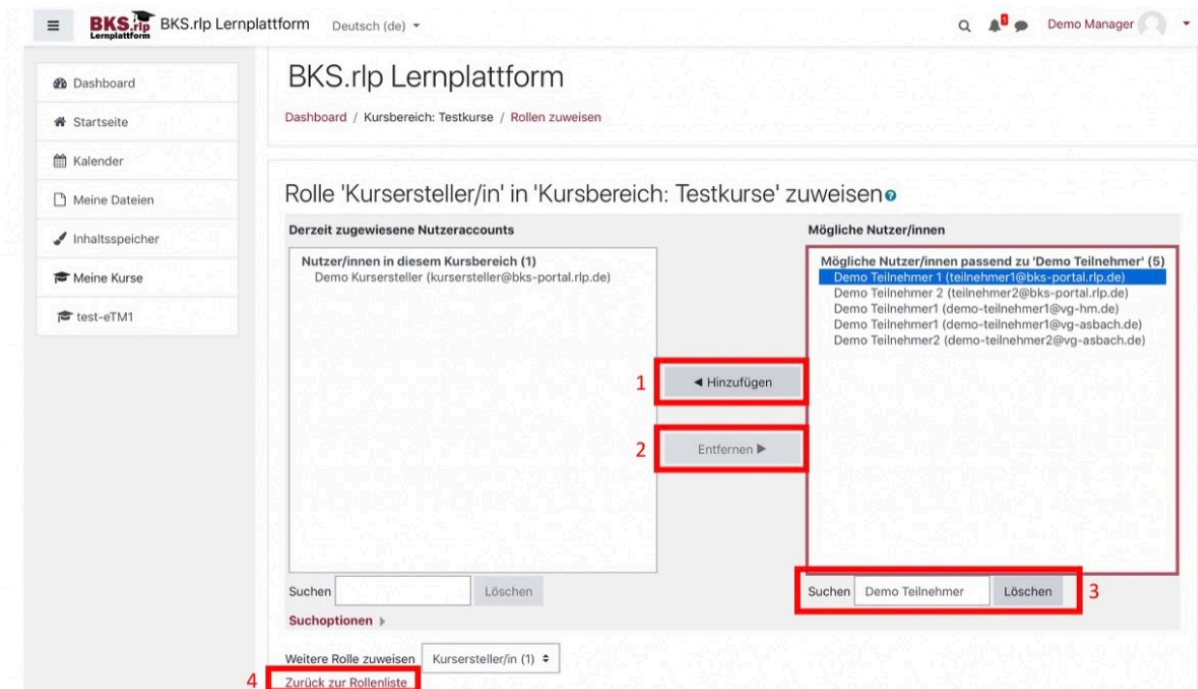 BKS.rlp Lernplattform BKS.rlp Lernplattform Deutsch (de) 1 Demo Manager
Dashboard
Startseite
Kalender
Meine Dateien
Inhaltsspeicher
Meine Kurse
test-eTM1
BKS.rlp Lernplattform
Dashboard / Kursbereich: Testkurse / Rollen zuweisen
Rolle 'Kursersteller/in' in 'Kursbereich: Testkurse' zuweisen
Derzeit zugewiesene Nutzeraccounts
Nutzer/innen in diesem Kursbereich (1)
Demo Kursersteller (kursersteller@bks-portal.rlp.de)
1 ◄ Hinzufügen
2 Entfernen ►
Mögliche Nutzer/innen
Mögliche Nutzer/innen passend zu 'Demo Teilnehmer' (5)
Demo Teilnehmer 1 (teilnehmer1@bks-portal.rlp.de)
Demo Teilnehmer 2 (teilnehmer2@bks-portal.rlp.de)
Demo Teilnehmer1 (demo-teilnehmer1@vg-hm.de)
Demo Teilnehmer1 (demo-teilnehmer1@vg-asbach.de)
Demo Teilnehmer2 (demo-teilnehmer2@vg-asbach.de)
Suchen Löschen
Suchen Demo Teilnehmer Löschen 3
Suchoptionen
Weitere Rolle zuweisen Kursersteller/in (1)
4 Zurück zur Rollenliste